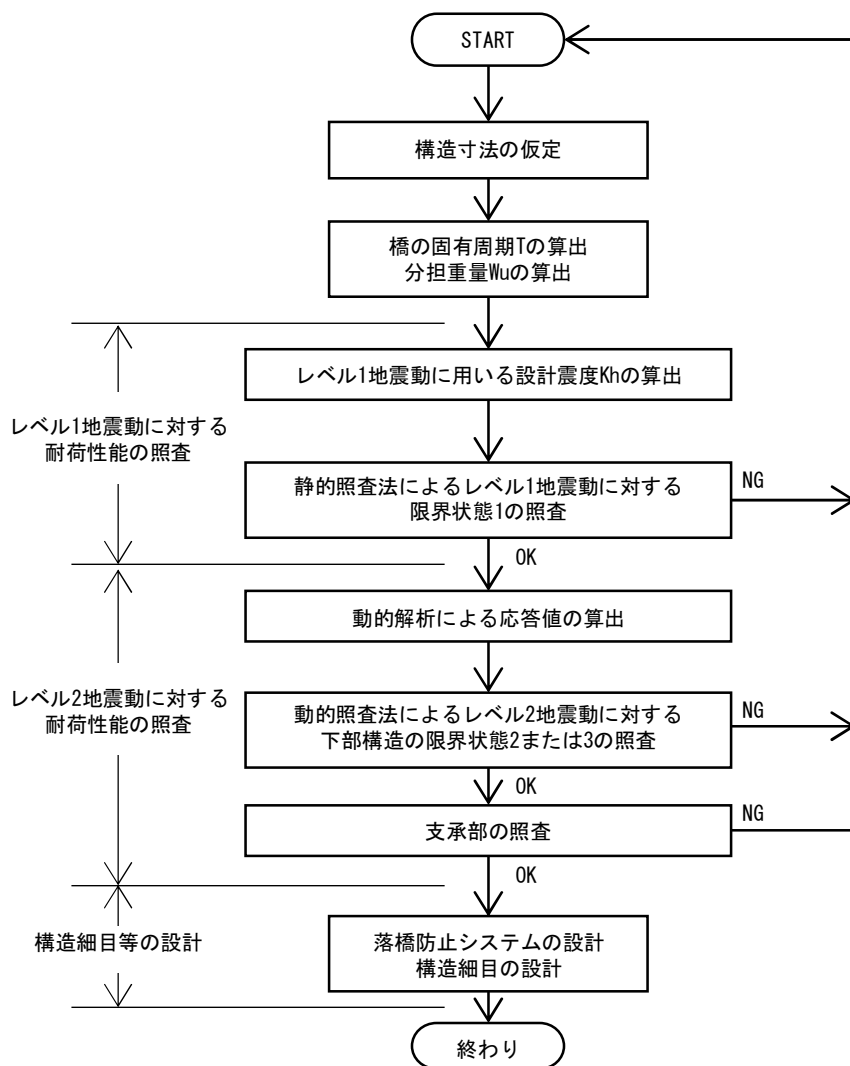 START
構造寸法の仮定
橋の固有周期Tの算出
分担重量Wuの算出
レベル1地震動に用いる設計震度Khの算出
レベル1地震動に対する
耐荷性能の照査
静的照査法によるレベル1地震動に対する
限界状態1の照査
NG
OK
動的解析による応答値の算出
レベル2地震動に対する
耐荷性能の照査
動的照査法によるレベル2地震動に対する
下部構造の限界状態2または3の照査
NG
OK
支承部の照査
NG
OK
構造細目等の設計
落橋防止システムの設計
構造細目の設計
終わり